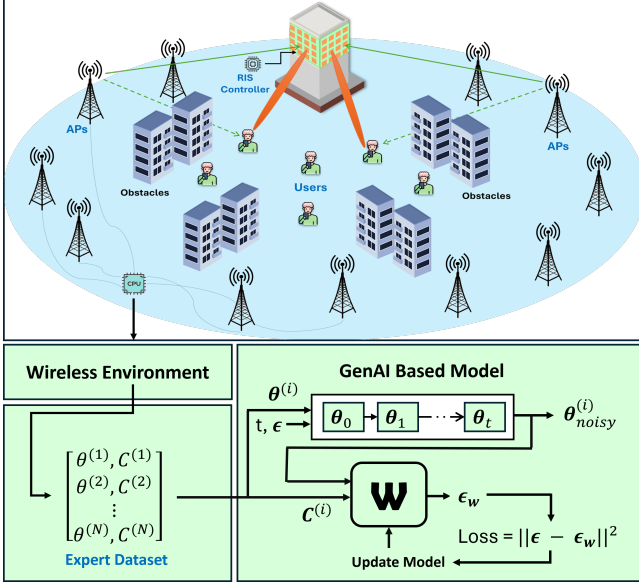 RIS
Controller
APs
APs
Obstacles
Users
Obstacles
CPU
Wireless Environment
GenAI Based Model
θ^(i)
t, ϵ
θ_0 θ_1 ··· θ_t
θ_noisy^(i)
θ^(1), C^(1)
θ^(2), C^(2)
⋮
θ^(N), C^(N)
Expert Dataset
C^(i)
W
ϵ_w
Loss = ||ϵ − ϵ_w||^2
Update Model